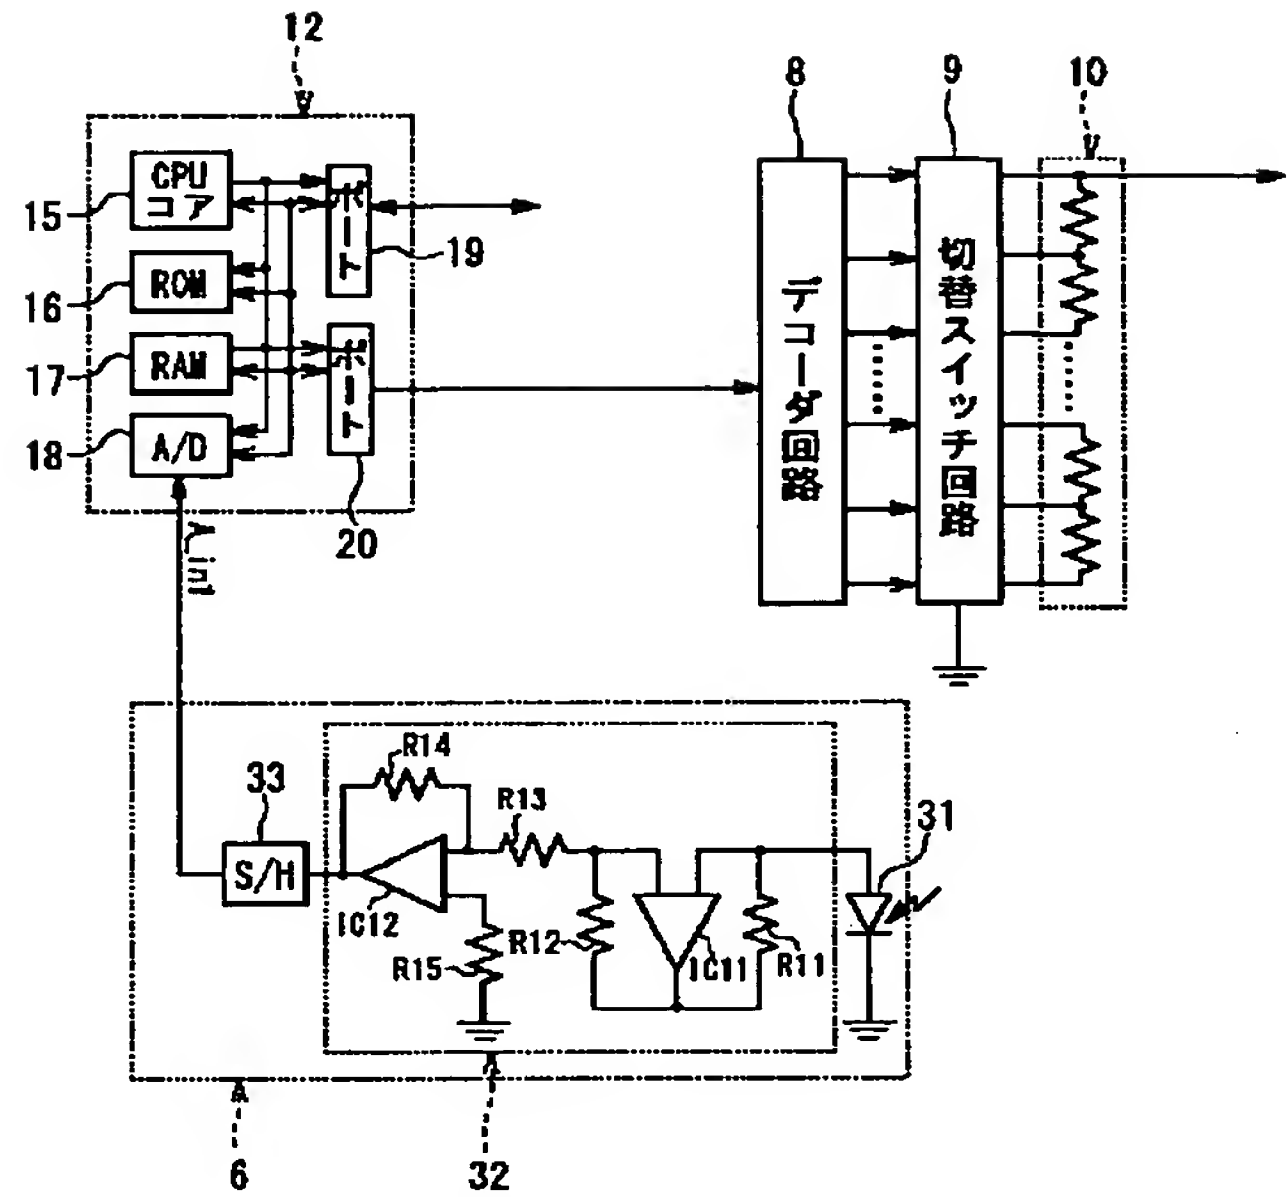 12
CPU
コア
15
ROM
16
RAM
17
A/D
18
ポート
19
ポート
20
A_in1
8
デコーダ回路
9
切替スイッチ回路
10
33
S/H
R14
IC12
R13
R15
R12
IC11
R11
31
6
32